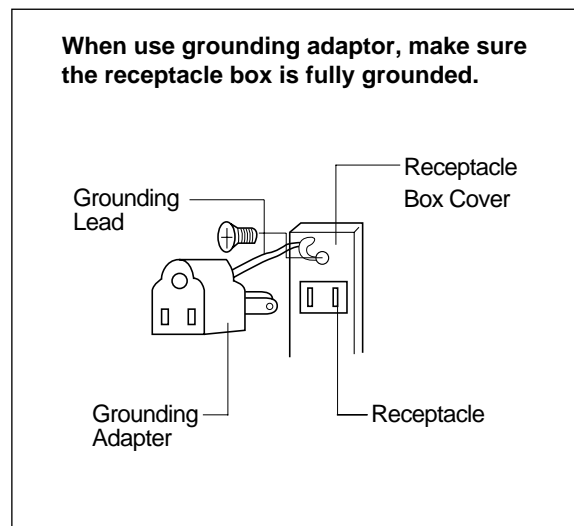 When use grounding adaptor, make sure
the receptacle box is fully grounded.
Receptacle
Box Cover
Grounding
Lead
Grounding
Adapter
Receptacle